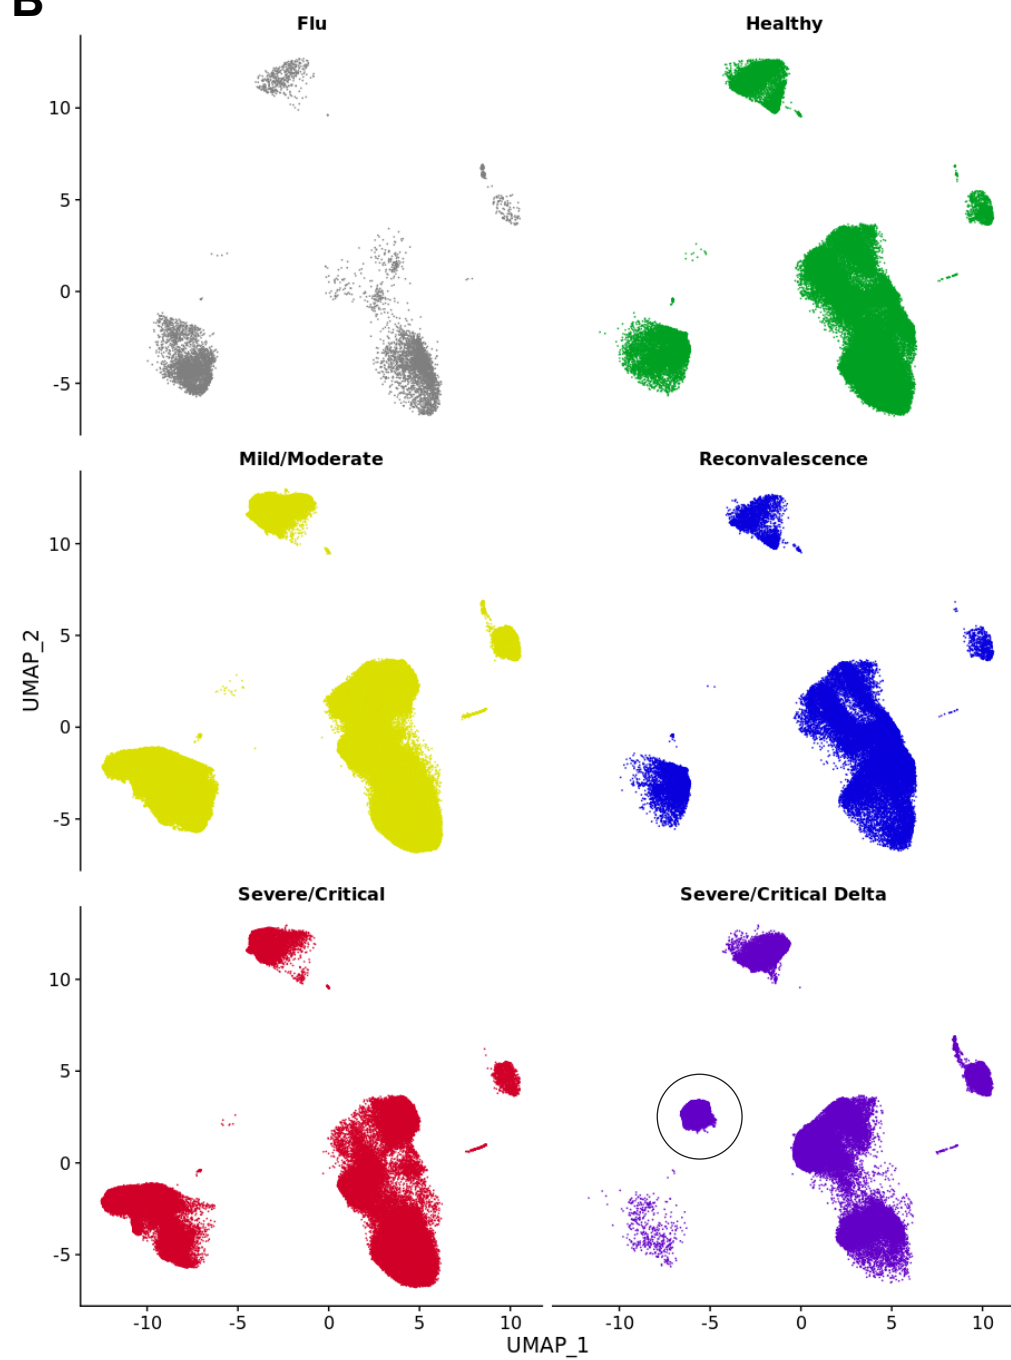 B
Flu
Healthy
10
5
0
-5
Mild/Moderate
Reconvalescence
10
5
0
-5
UMAP_2
Severe/Critical
Severe/Critical Delta
10
5
0
-5
-10 -5 0 5 10
-10 -5 0 5 10
UMAP_1